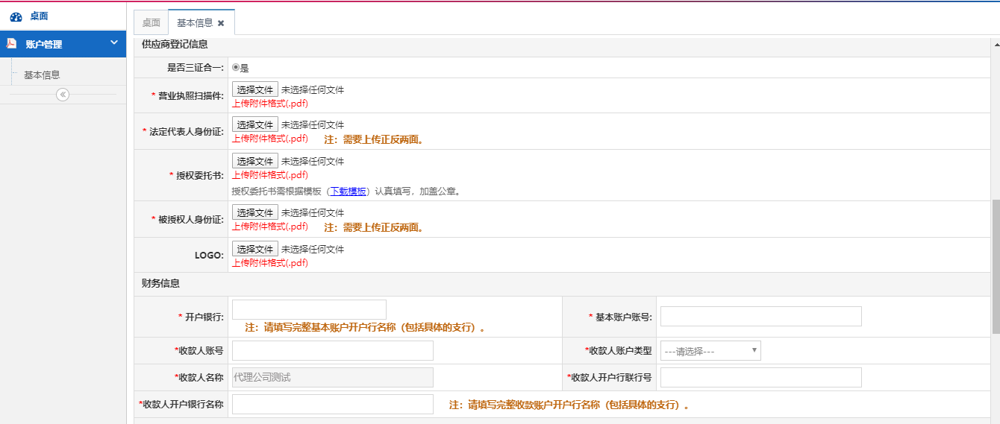 桌面
账户管理
基本信息
桌面
基本信息 ✖
供应商登记信息
是否三证合一: 是
* 营业执照扫描件: 选择文件 未选择任何文件
上传附件格式(.pdf)
* 法定代表人身份证: 选择文件 未选择任何文件
上传附件格式(.pdf) 注：需要上传正反两面。
* 授权委托书: 选择文件 未选择任何文件
上传附件格式(.pdf)
授权委托书需根据模板（下载模板）认真填写，加盖公章。
* 被授权人身份证: 选择文件 未选择任何文件
上传附件格式(.pdf) 注：需要上传正反两面。
LOGO: 选择文件 未选择任何文件
上传附件格式(.pdf)
财务信息
* 开户银行:
注：请填写完整基本账户开户行名称（包括具体的支行）。
* 基本账户账号:
*收款人账号
*收款人账户类型 ---请选择---
*收款人名称 代理公司测试
*收款人开户行联行号
*收款人开户银行名称 注：请填写完整收款账户开户行名称（包括具体的支行）。